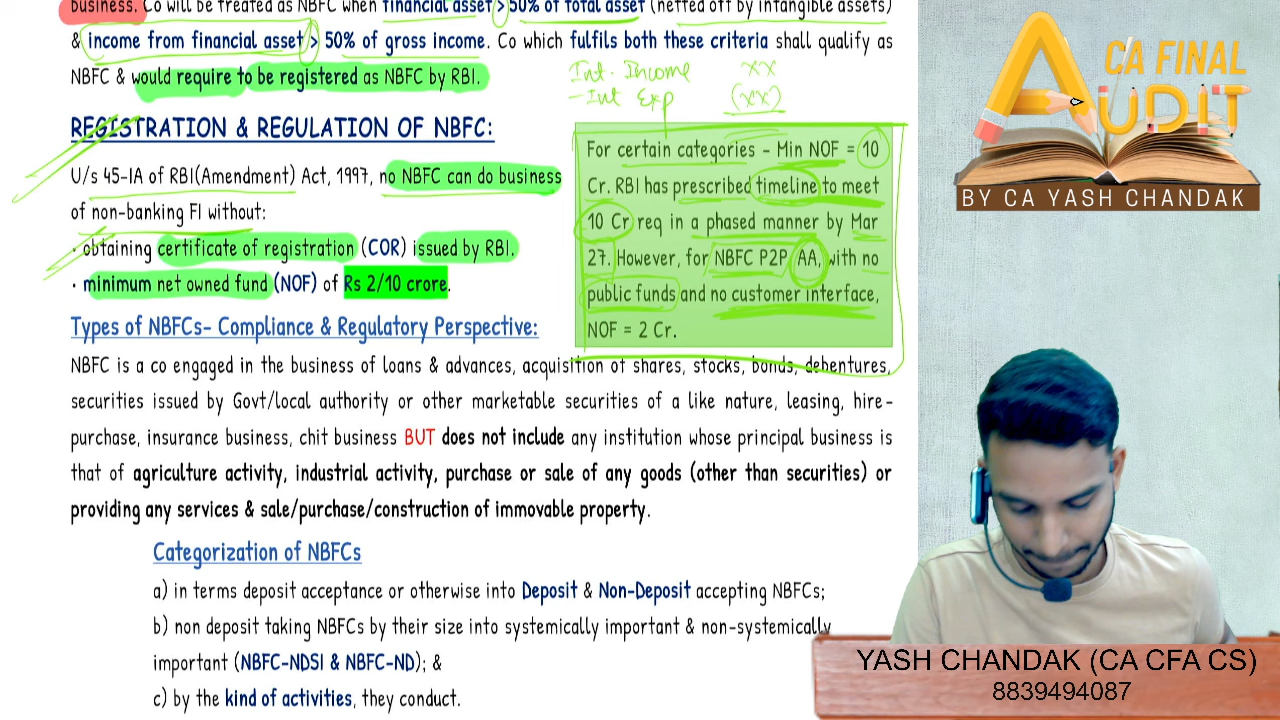 business. Co will be treated as NBFC when financial asset > 50% of total asset (netted off by intangible assets)
& income from financial asset > 50% of gross income. Co which fulfils both these criteria shall qualify as
NBFC & would require to be registered as NBFC by RBI.
Int. Income xx
- Int Exp (xx)
REGISTRATION & REGULATION OF NBFC:
U/s 45-IA of RBI(Amendment) Act, 1997, no NBFC can do business
of non-banking FI without:
· obtaining certificate of registration (COR) issued by RBI.
· minimum net owned fund (NOF) of Rs 2/10 crore.
For certain categories - Min NOF = 10
Cr. RBI has prescribed timeline to meet
10 Cr req in a phased manner by Mar
27. However, for NBFC P2P AA, with no
public funds and no customer interface,
NOF = 2 Cr.
Types of NBFCs- Compliance & Regulatory Perspective:
NBFC is a co engaged in the business of loans & advances, acquisition of shares, stocks, bonds, debentures,
securities issued by Govt/local authority or other marketable securities of a like nature, leasing, hire-
purchase, insurance business, chit business BUT does not include any institution whose principal business is
that of agriculture activity, industrial activity, purchase or sale of any goods (other than securities) or
providing any services & sale/purchase/construction of immovable property.
Categorization of NBFCs
a) in terms deposit acceptance or otherwise into Deposit & Non-Deposit accepting NBFCs;
b) non deposit taking NBFCs by their size into systemically important & non-systemically
important (NBFC-NDSI & NBFC-ND); &
c) by the kind of activities, they conduct.
CA FINAL
AUDIT
BY CA YASH CHANDAK
YASH CHANDAK (CA CFA CS)
8839494087